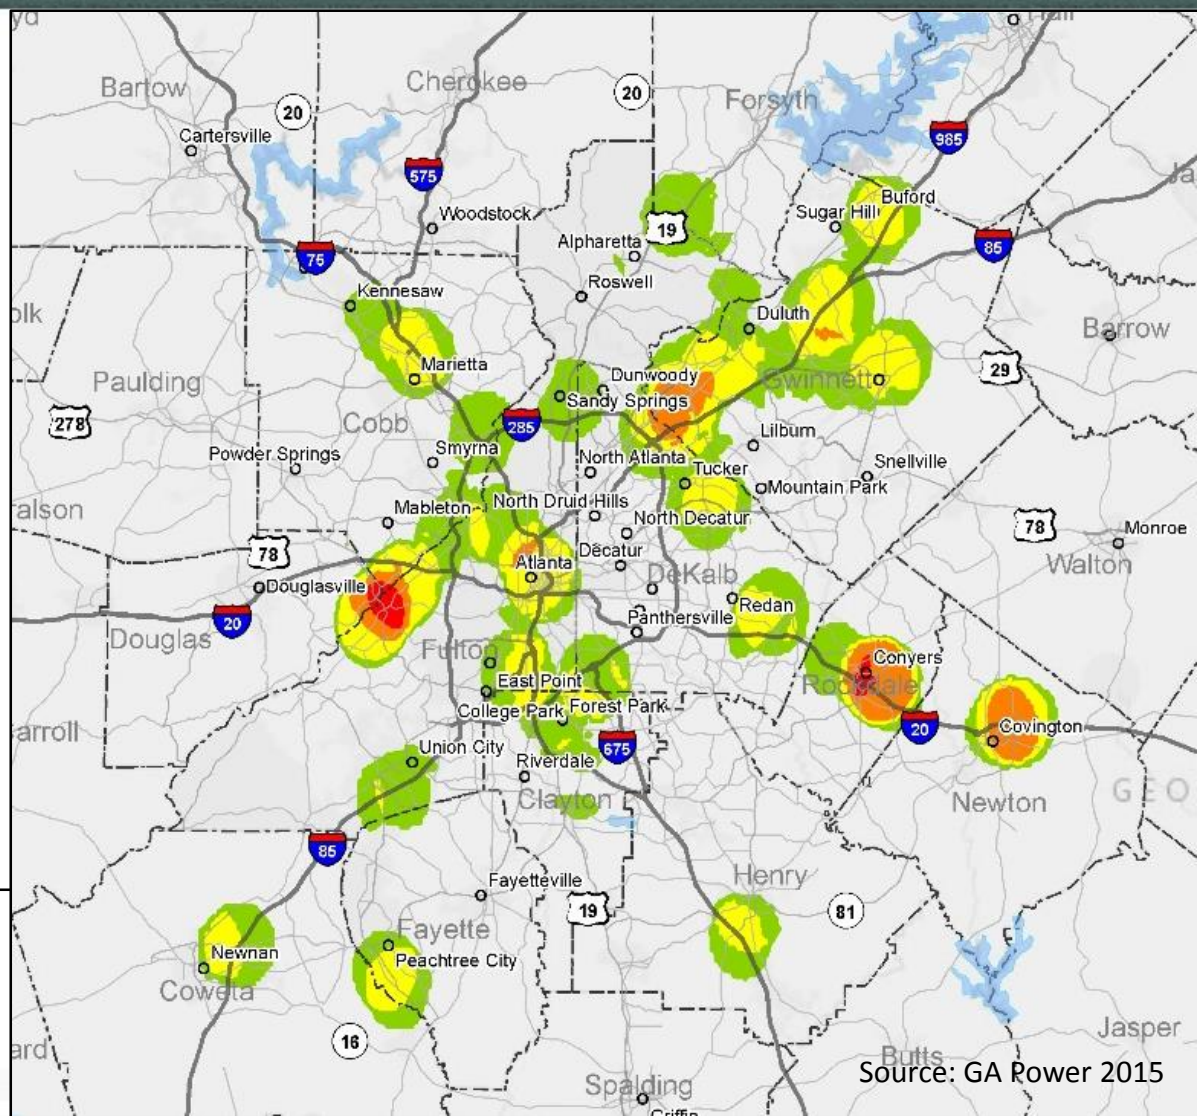 Hall
Bartow
Cherokee
20
20
Forsyth
Cartersville
985
575
Buford
Sugar Hill
Woodstock
19
Alpharetta
85
75
Roswell
Kennesaw
Duluth
Barrow
Marietta
Dunwoody
29
Paulding
Gwinnett
Sandy Springs
278
Cobb
285
Lilburn
Smyrna
North Atlanta
Powder Springs
Tucker
Snellville
Mountain Park
North Druid Hills
Mableton
North Decatur
78
Monroe
78
Decatur
Walton
Atlanta
DeKalb
Douglasville
Redan
Panthersville
20
Douglas
Fulton
Conyers
East Point
Rockdale
College Park
Forest Park
20
Covington
Union City
675
Riverdale
Clayton
Newton
GEO
85
Henry
Fayetteville
19
81
Fayette
Newnan
Peachtree City
Coweta
16
Jasper
Butts
Source: GA Power 2015
Spalding
Griffin